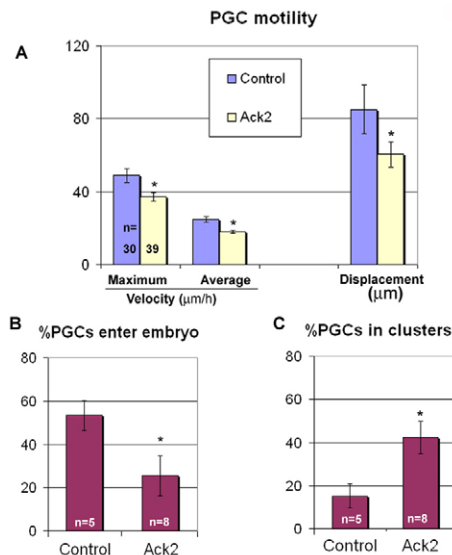 PGC motility
A
120
80
40
0
Control
Ack2
*
*
*
n=
30 39
Maximum Average Displacement
Velocity (μm/h) (μm)
B
%PGCs enter embryo
80
60
40
20
0
*
n=5 n=8
Control Ack2
C
%PGCs in clusters
80
60
40
20
0
*
n=5 n=8
Control Ack2